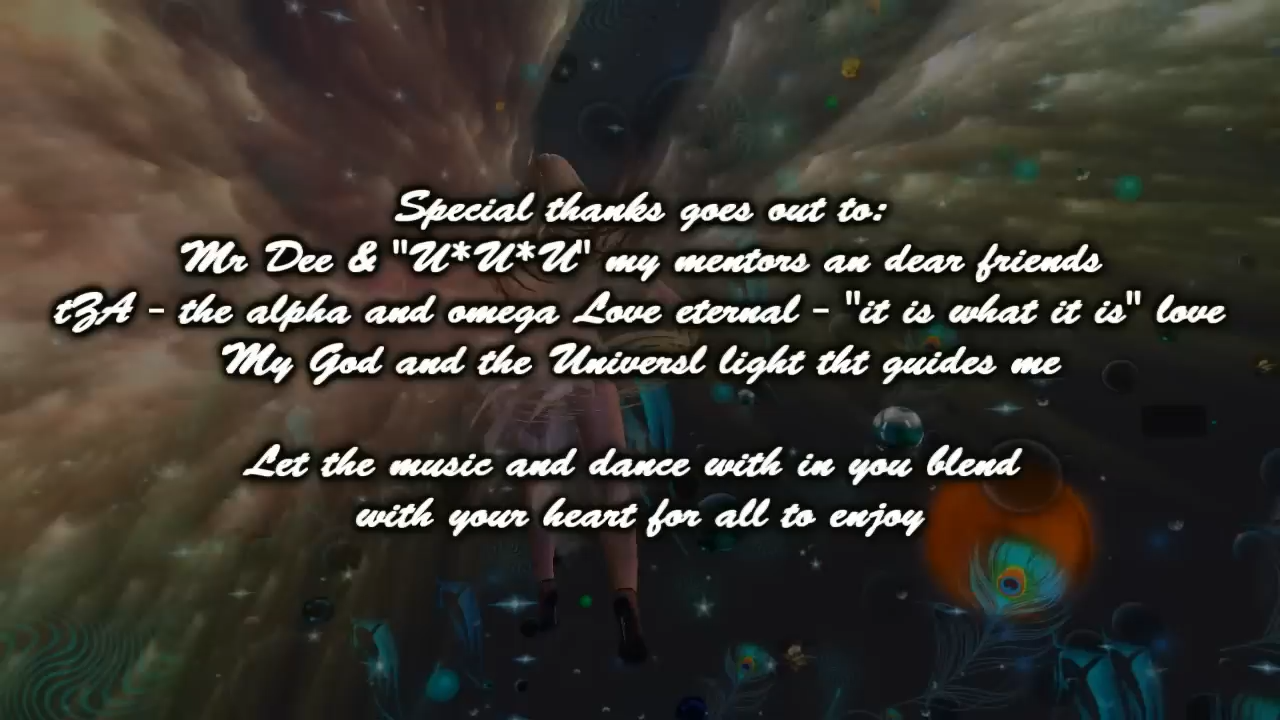 Special thanks goes out to:
Mr Dee & "U*U*U" my mentors an dear friends
tZA - the alpha and omega Love eternal - "it is what it is" love
My God and the Universl light tht guides me
Let the music and dance with in you blend
with your heart for all to enjoy